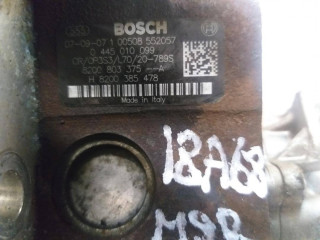 BOSCH
07-09-07 1 00508 552057
0 445 010 099
CR/CP3S3/L70/20-789S
8200 803 375 ---A
H 8200 385 478
Made in Italy
18A68
M9R